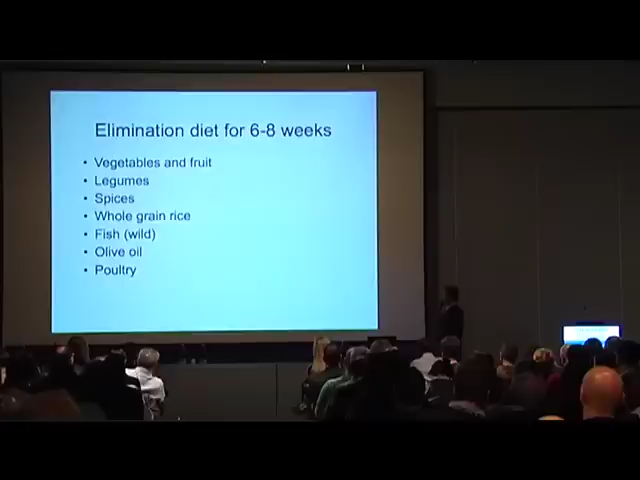 Elimination diet for 6-8 weeks
• Vegetables and fruit
• Legumes
• Spices
• Whole grain rice
• Fish (wild)
• Olive oil
• Poultry